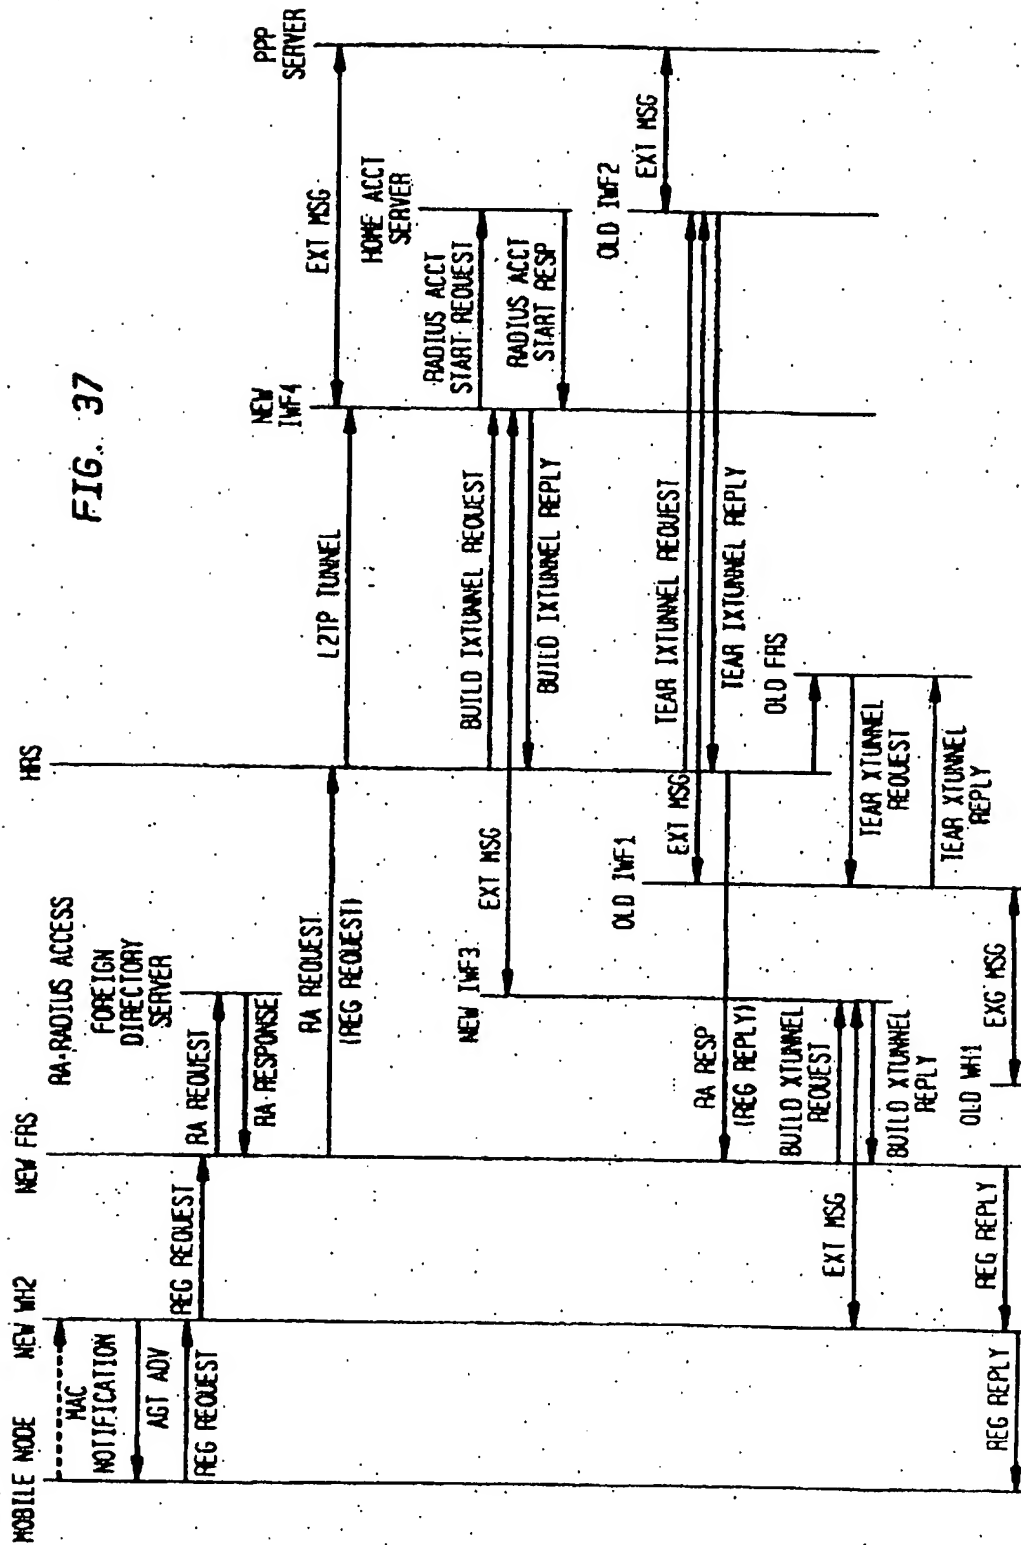 FIG. 37
MOBILE NODE
NEW WH2
NEW FRS
RA-RADIUS ACCESS
HRS
FOREIGN
DIRECTORY
SERVER
NEW
IWF4
PPP
SERVER
MAC
NOTIFICATION
AGT ADV
REG REQUEST
REG REQUEST
RA REQUEST
RA-RESPONSE
RA REQUEST
(REG REQUEST)
L2TP TUNNEL
EXT MSG
HOME ACCT
SERVER
RADIUS ACCT
START REQUEST
RADIUS ACCT
START RESP
BUILD IXTUNNEL REQUEST
EXT MSG
BUILD IXTUNNEL REPLY
NEW IWF3
OLD IWF2
EXT MSG
TEAR IXTUNNEL REQUEST
EXT MSG
TEAR IXTUNNEL REPLY
OLD IWF1
RA RESP
(REG REPLY)
OLD FRS
BUILD XTUNNEL
REQUEST
EXT MSG
BUILD XTUNNEL
REPLY
TEAR XTUNNEL
REQUEST
TEAR XTUNNEL
REPLY
OLD WH1
EXG MSG
REG REPLY
REG REPLY